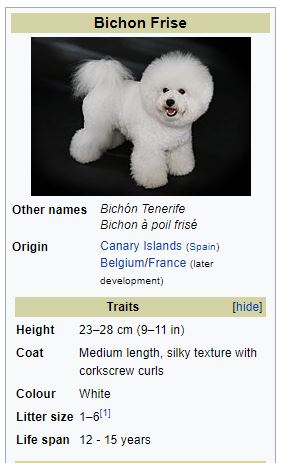 Bichon Frise
Other names Bichón Tenerife
Bichon à poil frisé
Origin Canary Islands (Spain)
Belgium/France (later
development)
Traits [hide]
Height 23–28 cm (9–11 in)
Coat Medium length, silky texture with
corkscrew curls
Colour White
Litter size 1–6[1]
Life span 12 - 15 years